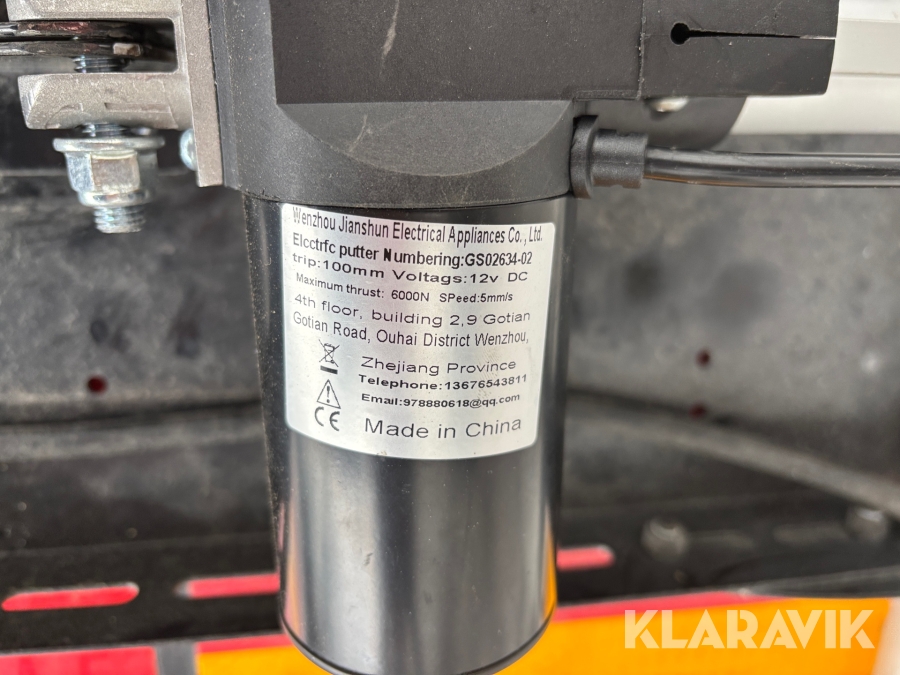 Wenzhou Jianshun Electrical Appliances Co., Ltd.
Elcctrfc putter Numbering:GS02634-02
trip:100mm Voltags:12v DC
Maximum thrust: 6000N SPeed:5mm/s
4th floor, building 2,9 Gotian
Gotian Road, Ouhai District Wenzhou,
Zhejiang Province
Telephone:13676543811
Email:978880618@qq.com
CE Made in China
KLARAVIK